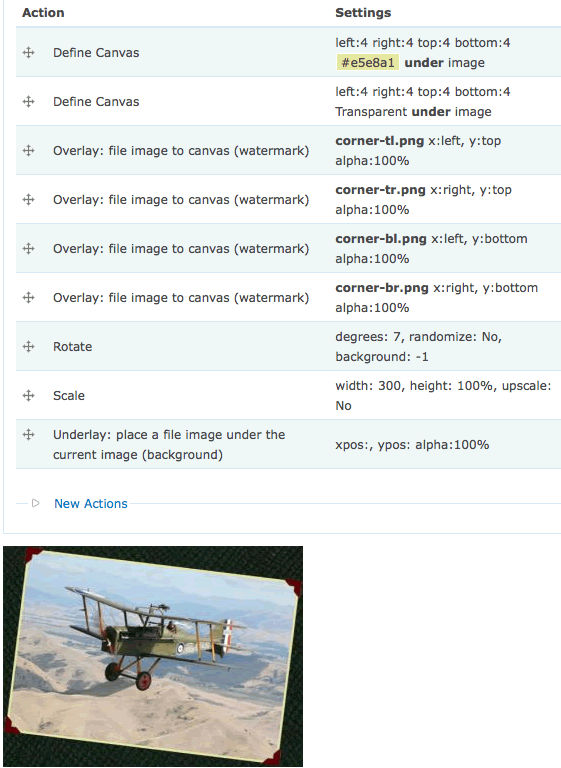 Action Settings
Define Canvas
left:4 right:4 top:4 bottom:4
#e5e8a1 under image
Define Canvas
left:4 right:4 top:4 bottom:4
Transparent under image
Overlay: file image to canvas (watermark)
corner-tl.png x:left, y:top
alpha:100%
Overlay: file image to canvas (watermark)
corner-tr.png x:right, y:top
alpha:100%
Overlay: file image to canvas (watermark)
corner-bl.png x:left, y:bottom
alpha:100%
Overlay: file image to canvas (watermark)
corner-br.png x:right, y:bottom
alpha:100%
Rotate
degrees: 7, randomize: No,
background: -1
Scale
width: 300, height: 100%, upscale:
No
Underlay: place a file image under the
current image (background)
xpos:, ypos: alpha:100%
New Actions